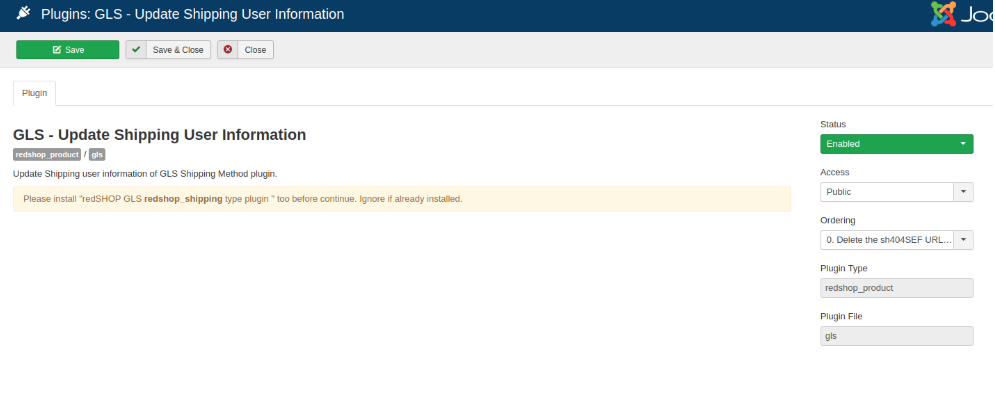 Plugins: GLS - Update Shipping User Information
Save
Save & Close
Close
Plugin
GLS - Update Shipping User Information
redshop_product / gls
Update Shipping user information of GLS Shipping Method plugin.
Please install "redSHOP GLS redshop_shipping type plugin " too before continue. Ignore if already installed.
Status
Enabled
Access
Public
Ordering
0. Delete the sh404SEF URL…
Plugin Type
redshop_product
Plugin File
gls